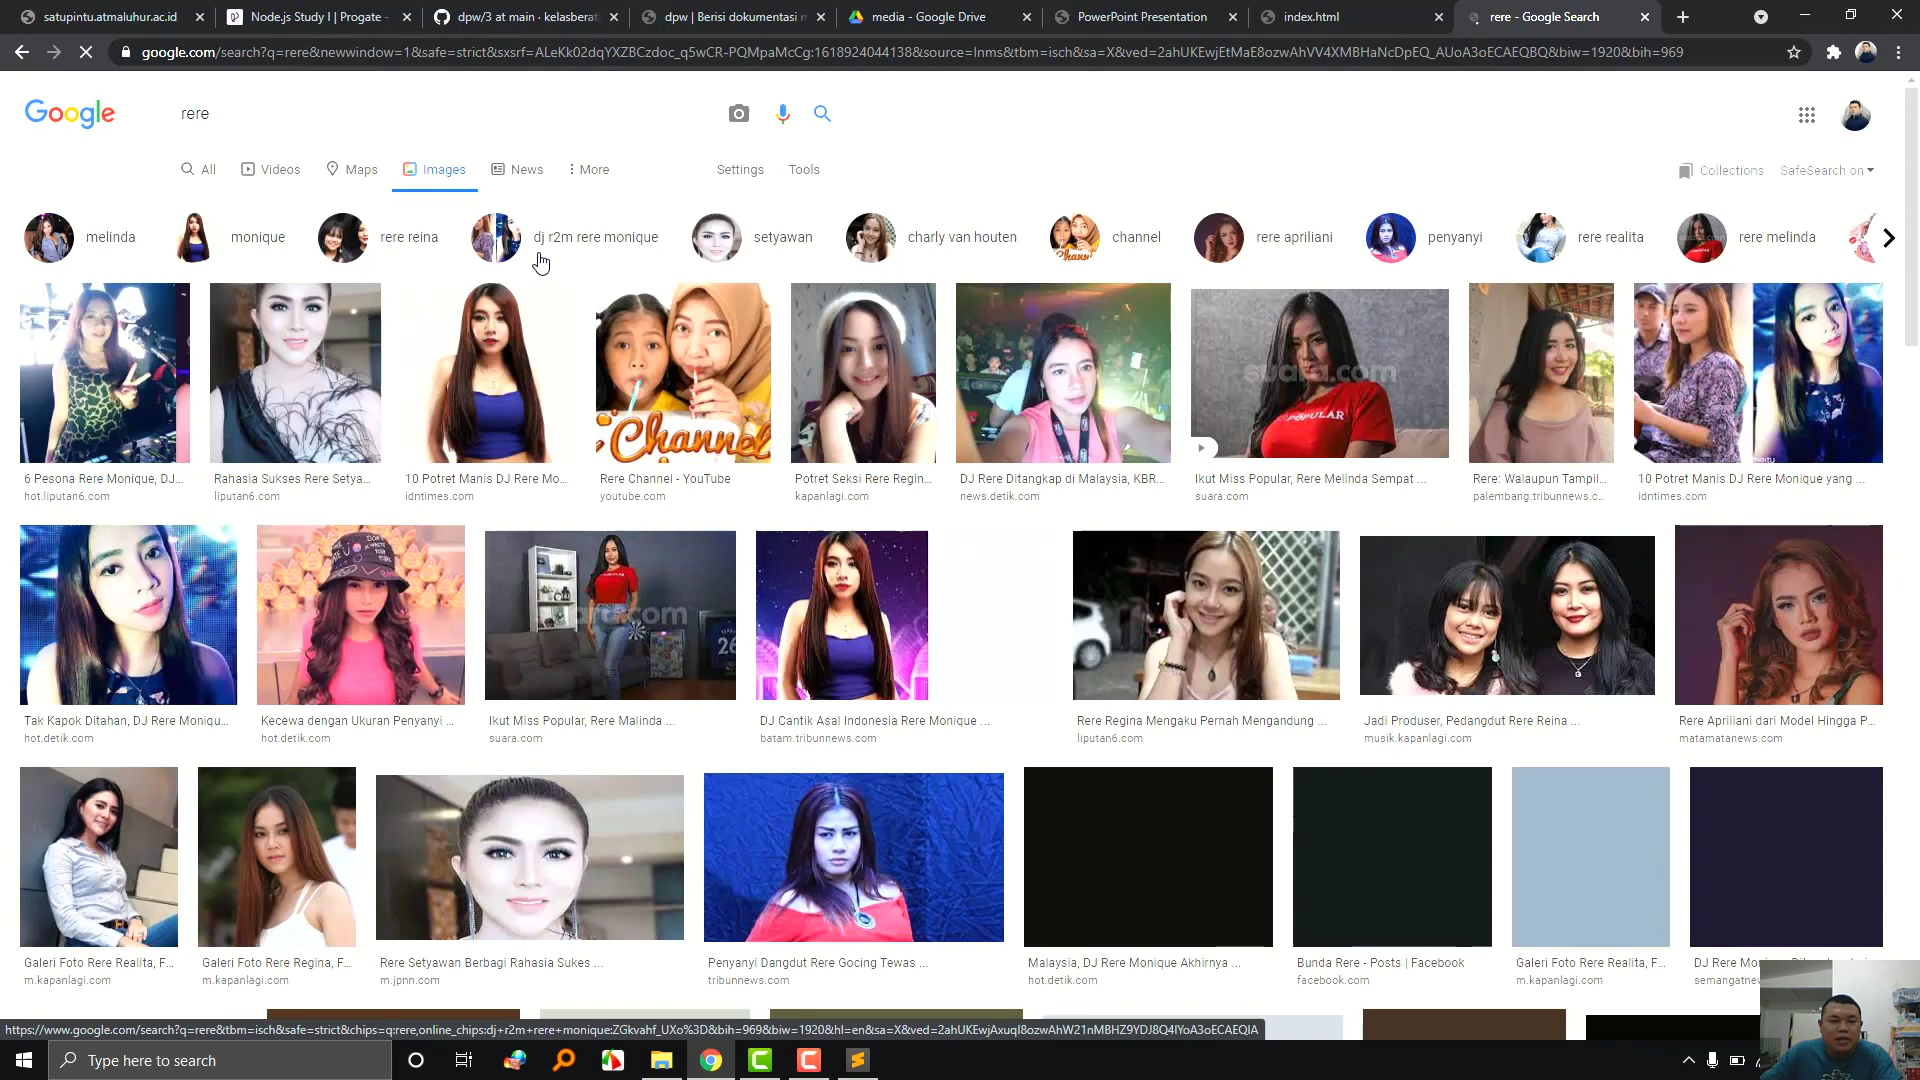 satupintu.atmaluhur.ac.id
Node.js Study I | Progate -
dpw/3 at main · kelasberat
dpw | Berisi dokumentasi m
media - Google Drive
PowerPoint Presentation
index.html
rere - Google Search
google.com/search?q=rere&newwindow=1&safe=strict&sxsrf=ALeKk02dqYXZBCzdoc_q5wCR-PQMpaMcCg:1618924044138&source=lnms&tbm=isch&sa=X&ved=2ahUKEwjEtMaE8ozwAhVV4XMBHaNcDpEQ_AUoA3oECAEQBQ&biw=1920&bih=969
Google
rere
All
Videos
Maps
Images
News
More
Settings
Tools
Collections
SafeSearch on
melinda
monique
rere reina
dj r2m rere monique
setyawan
charly van houten
channel
rere apriliani
penyanyi
rere realita
rere melinda
Channel
suara.com
POPULAR
6 Pesona Rere Monique, DJ...
hot.liputan6.com
Rahasia Sukses Rere Setya...
liputan6.com
10 Potret Manis DJ Rere Mo...
idntimes.com
Rere Channel - YouTube
youtube.com
Potret Seksi Rere Regin...
kapanlagi.com
DJ Rere Ditangkap di Malaysia, KBR...
news.detik.com
Ikut Miss Popular, Rere Melinda Sempat ...
suara.com
Rere: Walaupun Tampil...
palembang.tribunnews.c...
10 Potret Manis DJ Rere Monique yang ...
idntimes.com
26
Tak Kapok Ditahan, DJ Rere Moniqu...
hot.detik.com
Kecewa dengan Ukuran Penyanyi ...
hot.detik.com
Ikut Miss Popular, Rere Malinda ...
suara.com
DJ Cantik Asal Indonesia Rere Monique ...
batam.tribunnews.com
Rere Regina Mengaku Pernah Mengandung ...
liputan6.com
Jadi Produser, Pedangdut Rere Reina ...
musik.kapanlagi.com
Rere Apriliani dari Model Hingga P...
matamatanews.com
Galeri Foto Rere Realita, F...
m.kapanlagi.com
Galeri Foto Rere Regina, F...
m.kapanlagi.com
Rere Setyawan Berbagi Rahasia Sukes ...
m.jpnn.com
Penyanyi Dangdut Rere Gocing Tewas ...
tribunnews.com
Malaysia, DJ Rere Monique Akhirnya ...
hot.detik.com
Bunda Rere - Posts | Facebook
facebook.com
Galeri Foto Rere Realita, F...
m.kapanlagi.com
DJ Rere
semangatne
https://www.google.com/search?q=rere&tbm=isch&safe=strict&chips=q:rere,online_chips:dj+r2m+rere+monique:ZGkvahf_UXo%3D&bih=969&biw=1920&hl=en&sa=X&ved=2ahUKEwjAxuqI8ozwAhW21nMBHZ9YDJ8Q4lYoA3oECAEQIA
Type here to search